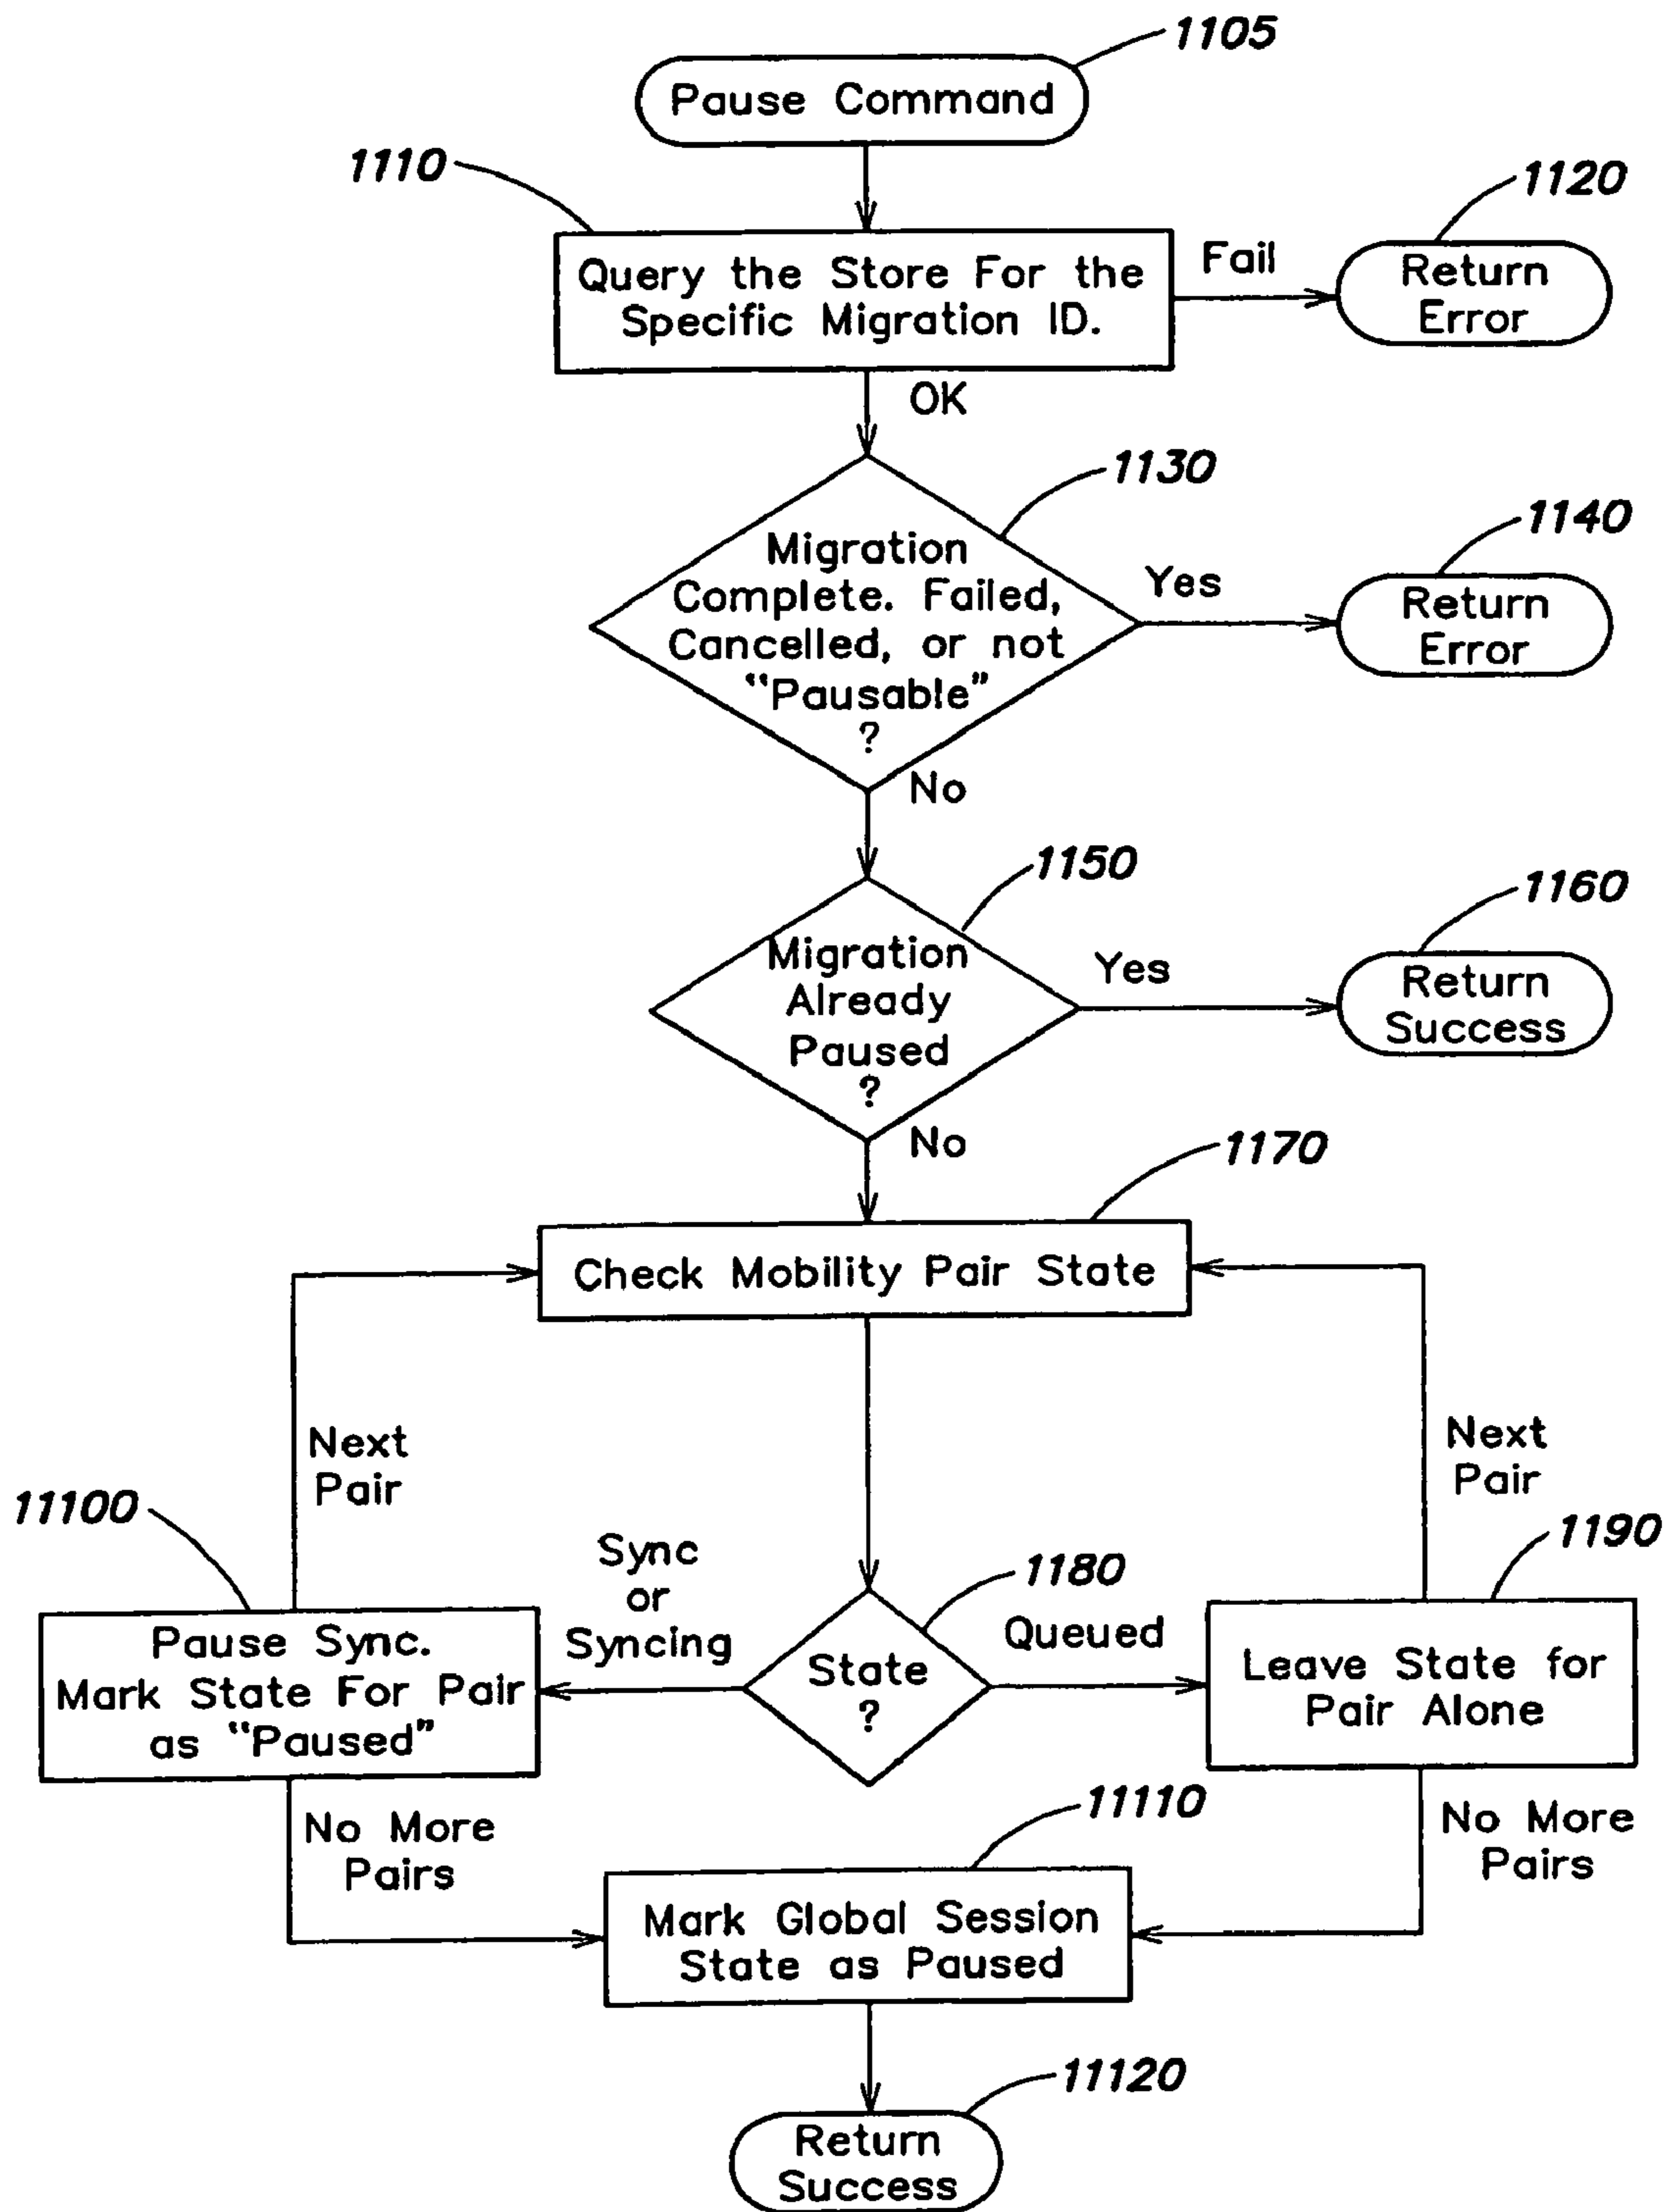 1105
Pause Command
1110
1120
Query the Store For the
Specific Migration ID.
Fail
Return
Error
OK
1130
1140
Migration
Complete. Failed,
Cancelled, or not
"Pausable"
?
Yes
Return
Error
No
1150
1160
Migration
Already
Paused
?
Yes
Return
Success
No
1170
Check Mobility Pair State
Next
Pair
Next
Pair
11100
Sync
or
Syncing
1180
Queued
1190
Pause Sync.
Mark State For Pair
as "Paused"
State
?
Leave State for
Pair Alone
No More
Pairs
11110
No More
Pairs
Mark Global Session
State as Paused
11120
Return
Success